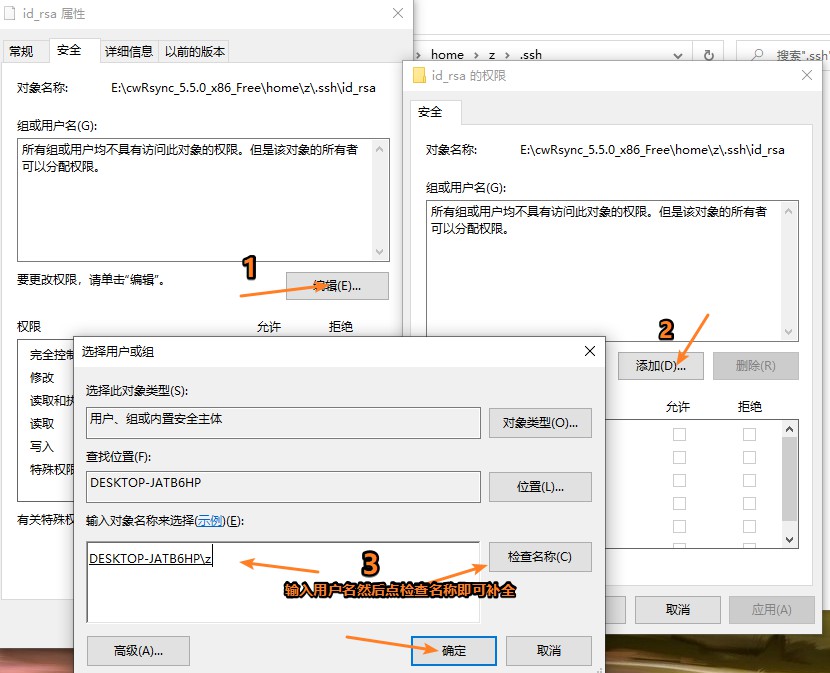 id_rsa 属性
常规 安全 详细信息 以前的版本
对象名称: E:\cwRsync_5.5.0_x86_Free\home\z\.ssh\id_rsa
组或用户名(G):
所有组或用户均不具有访问此对象的权限。但是该对象的所有者
可以分配权限。
要更改权限，请单击"编辑"。
1
编辑(E)...
权限 允许 拒绝
完全控制
修改
读取和执
读取
写入
特殊权限
有关特殊权
home › z › .ssh
搜索".ssh"
id_rsa 的权限
安全
对象名称: E:\cwRsync_5.5.0_x86_Free\home\z\.ssh\id_rsa
组或用户名(G):
所有组或用户均不具有访问此对象的权限。但是该对象的所有者
可以分配权限。
2
添加(D)... 删除(R)
允许 拒绝
取消 应用(A)
选择用户或组
选择此对象类型(S):
用户、组或内置安全主体 对象类型(O)...
查找位置(F):
DESKTOP-JATB6HP 位置(L)...
输入对象名称来选择(示例)(E):
DESKTOP-JATB6HP\z 检查名称(C)
3
输入用户名然后点检查名称即可补全
高级(A)... 确定 取消